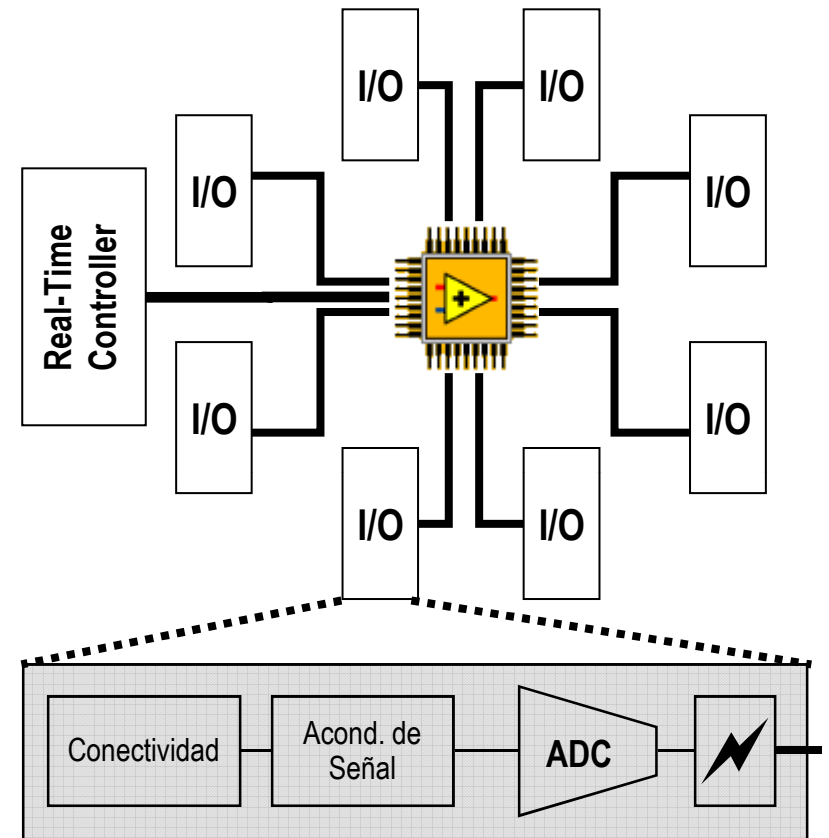 I/O
I/O
I/O
I/O
Real-Time
Controller
I/O
I/O
I/O
I/O
Conectividad
Acond. de
Señal
ADC